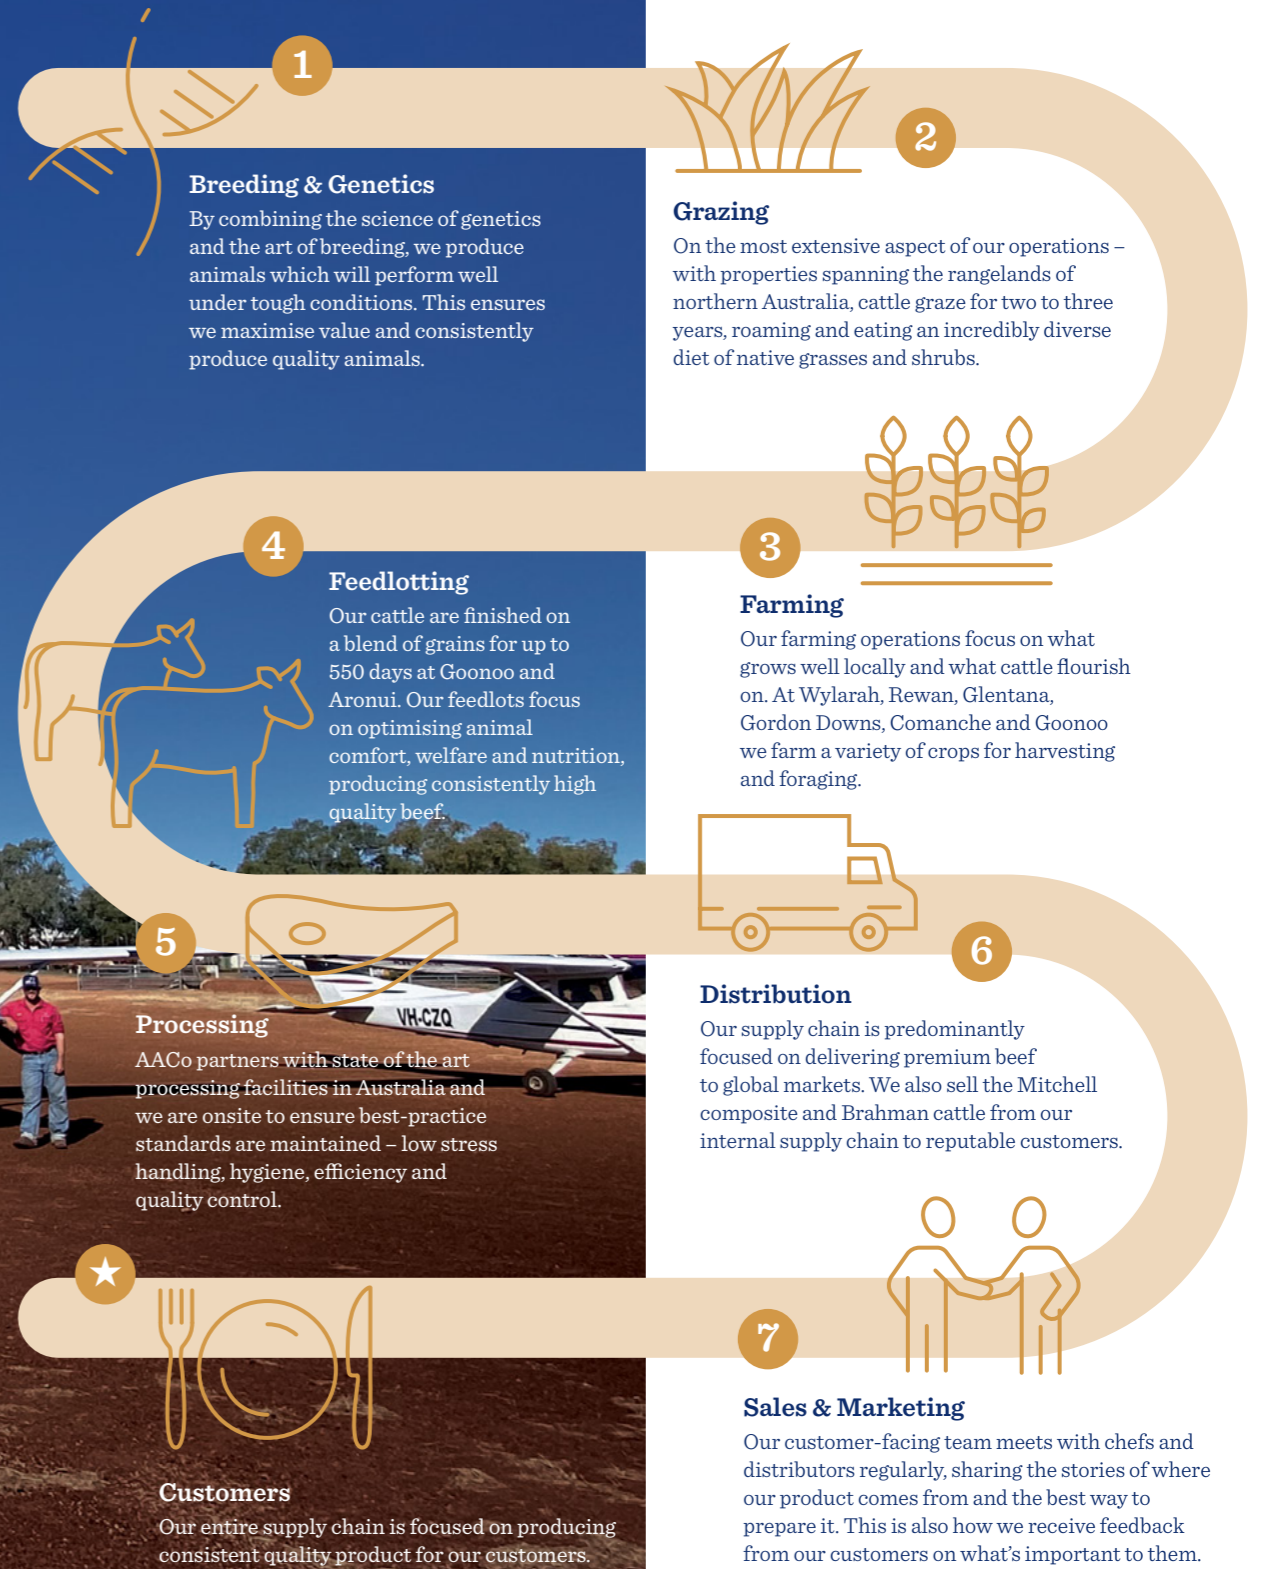 1
Breeding & Genetics
By combining the science of genetics
and the art of breeding, we produce
animals which will perform well
under tough conditions. This ensures
we maximise value and consistently
produce quality animals.
2
Grazing
On the most extensive aspect of our operations –
with properties spanning the rangelands of
northern Australia, cattle graze for two to three
years, roaming and eating an incredibly diverse
diet of native grasses and shrubs.
3
Farming
Our farming operations focus on what
grows well locally and what cattle flourish
on. At Wylarah, Rewan, Glentana,
Gordon Downs, Comanche and Goonoo
we farm a variety of crops for harvesting
and foraging.
4
Feedlotting
Our cattle are finished on
a blend of grains for up to
550 days at Goonoo and
Aronui. Our feedlots focus
on optimising animal
comfort, welfare and nutrition,
producing consistently high
quality beef.
5
Processing
AACo partners with state of the art
processing facilities in Australia and
we are onsite to ensure best-practice
standards are maintained – low stress
handling, hygiene, efficiency and
quality control.
VH-CZQ
6
Distribution
Our supply chain is predominantly
focused on delivering premium beef
to global markets. We also sell the Mitchell
composite and Brahman cattle from our
internal supply chain to reputable customers.
7
Sales & Marketing
Our customer-facing team meets with chefs and
distributors regularly, sharing the stories of where
our product comes from and the best way to
prepare it. This is also how we receive feedback
from our customers on what's important to them.
Customers
Our entire supply chain is focused on producing
consistent quality product for our customers.